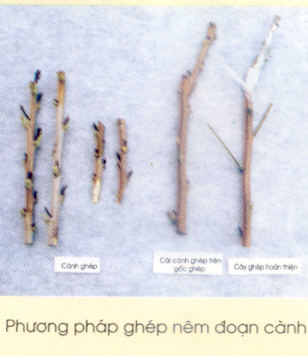 Cành ghép
Cài cành ghép trên
gốc ghép
Cây ghép hoàn thiện
Phương pháp ghép nêm đoạn cành